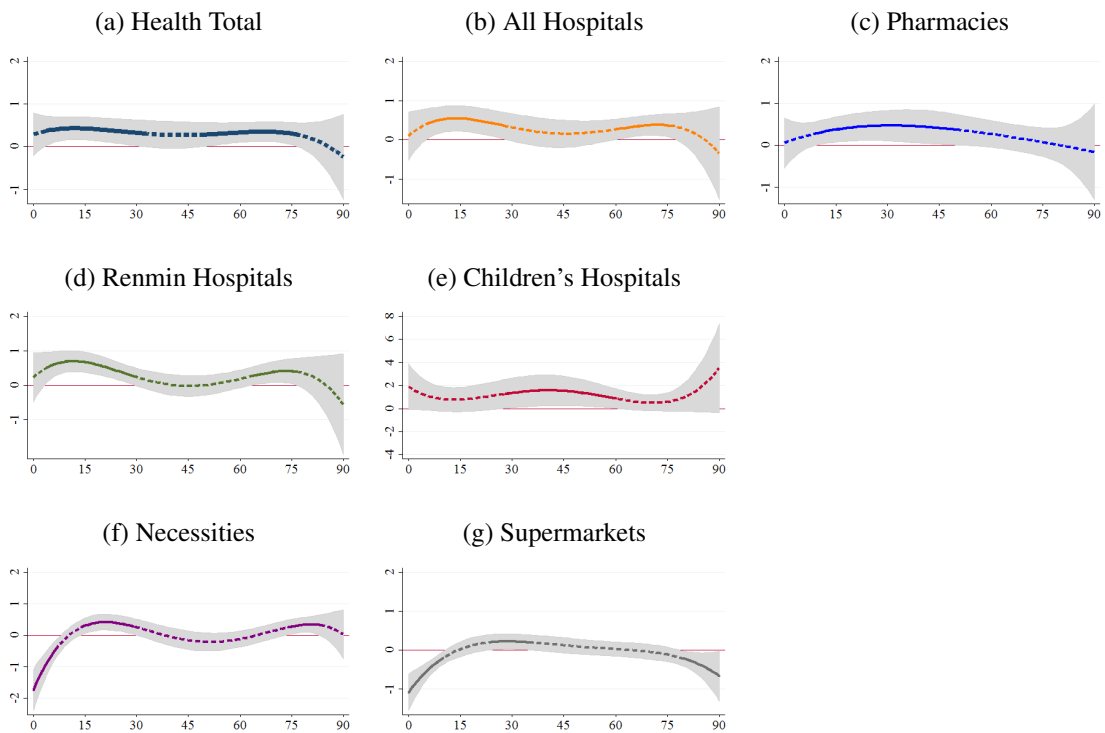 (a) Health Total
(b) All Hospitals
(c) Pharmacies
2
1
0
-1
0 15 30 45 60 75 90
2
1
0
-1
0 15 30 45 60 75 90
2
1
0
-1
0 15 30 45 60 75 90
(d) Renmin Hospitals
(e) Children's Hospitals
2
1
0
-1
0 15 30 45 60 75 90
8
6
4
2
0
-2
-4
0 15 30 45 60 75 90
(f) Necessities
(g) Supermarkets
2
1
0
-1
-2
0 15 30 45 60 75 90
2
1
0
-1
0 15 30 45 60 75 90